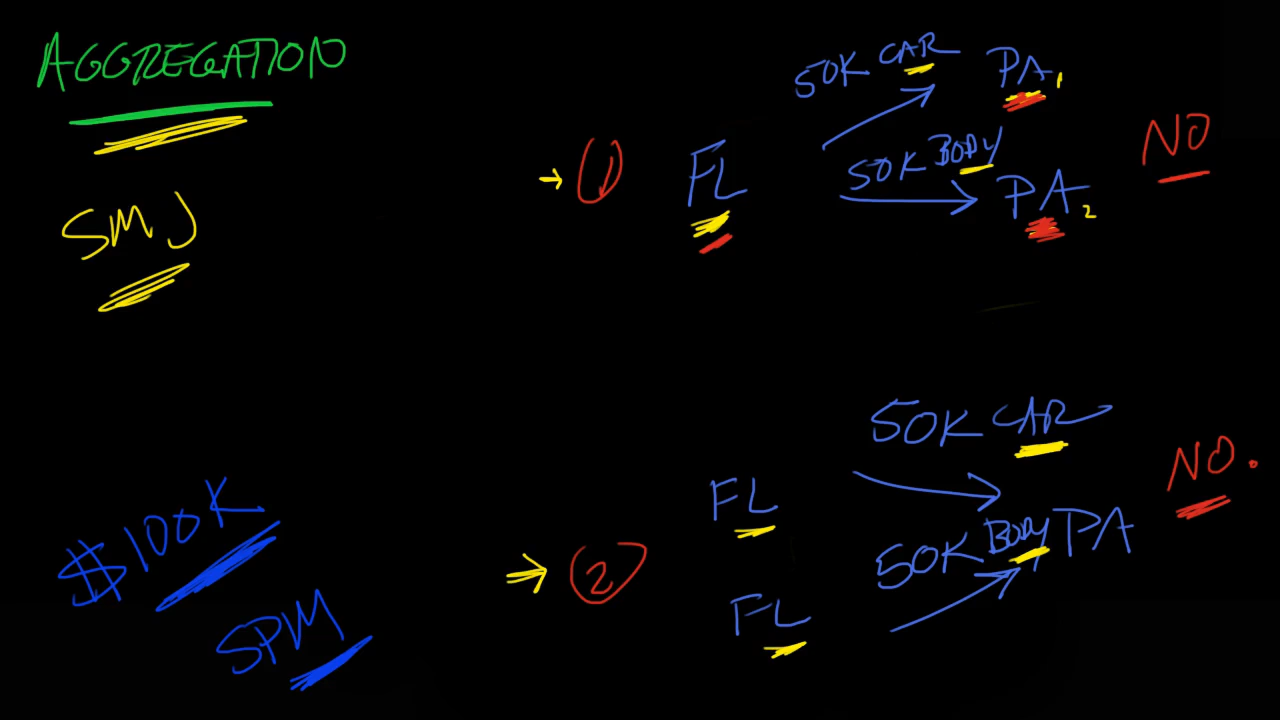 AGGREGATION
SMJ
$100K
SPM
1
FL
50K CAR
PA1
50K BODY
PA2
NO
2
FL
FL
50K CAR
50K BODY
PA
NO.